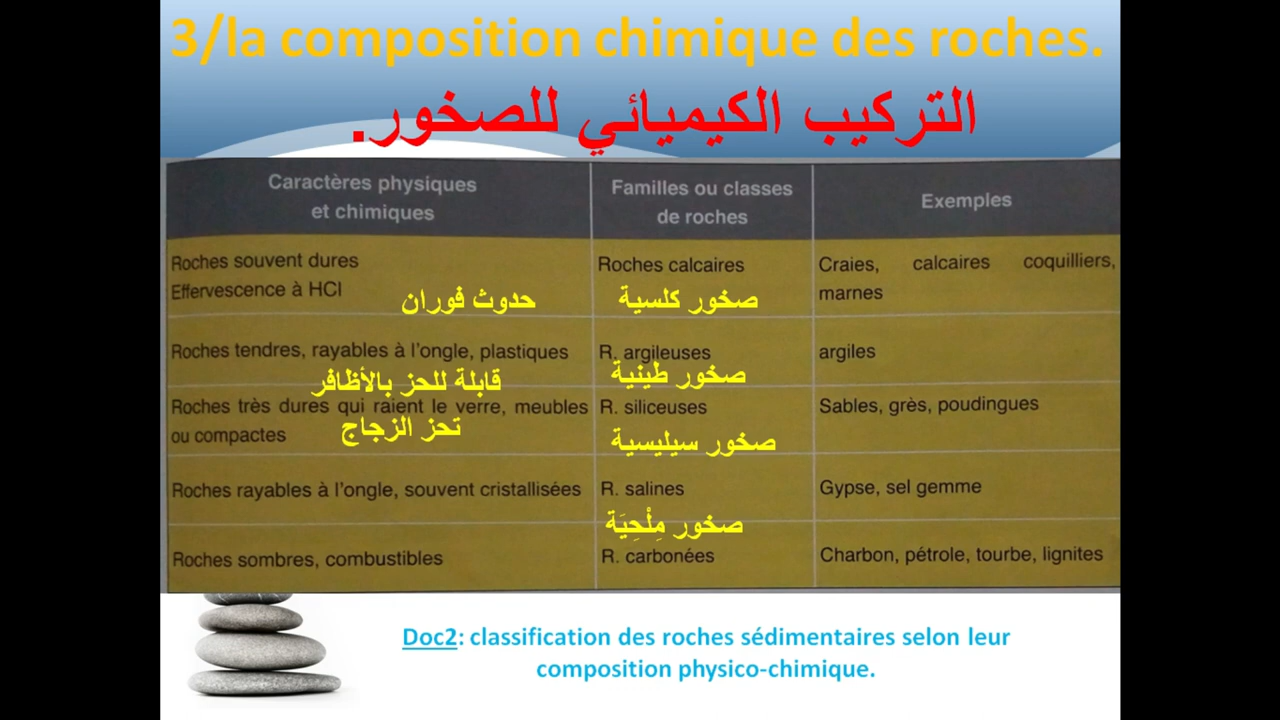 3/la composition chimique des roches.
التركيب الكيميائي للصخور.
Caractères physiques et chimiques
Familles ou classes de roches
Exemples
Roches souvent dures
Effervescence à HCl
حدوث فوران
Roches calcaires
صخور كلسية
Craies, calcaires coquilliers,
marnes
Roches tendres, rayables à l'ongle, plastiques
قابلة للحز بالأظافر
R. argileuses
صخور طينية
argiles
Roches très dures qui raient le verre, meubles
ou compactes
تحز الزجاج
R. siliceuses
صخور سيليسية
Sables, grès, poudingues
Roches rayables à l'ongle, souvent cristallisées
R. salines
صخور مِلْحِيَة
Gypse, sel gemme
Roches sombres, combustibles
R. carbonées
Charbon, pétrole, tourbe, lignites
Doc2: classification des roches sédimentaires selon leur
composition physico-chimique.